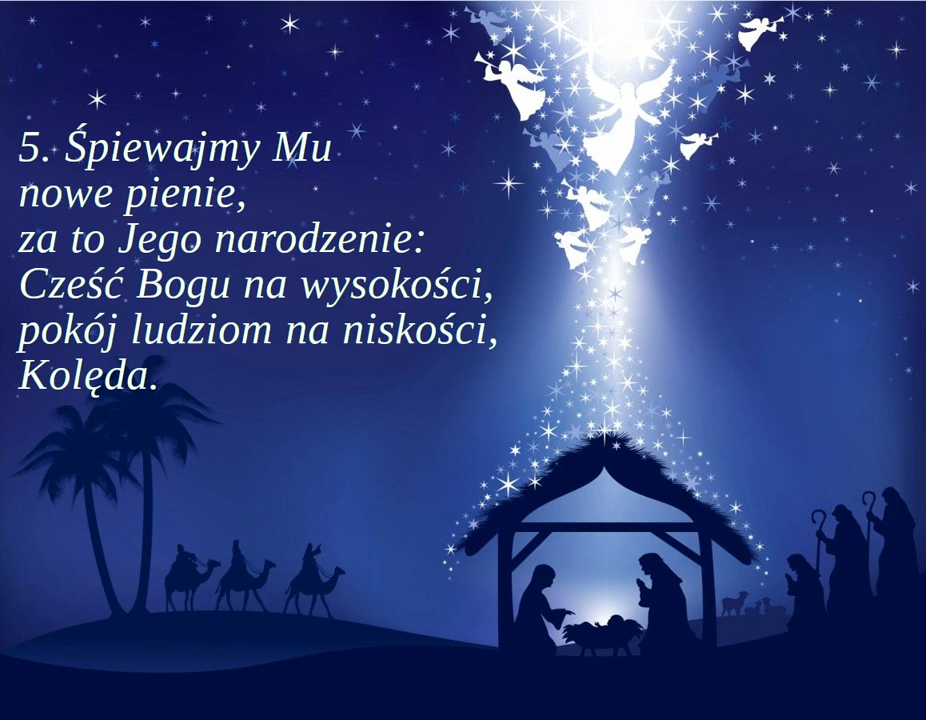 5. Śpiewajmy Mu
nowe pienie,
za to Jego narodzenie:
Cześć Bogu na wysokości,
pokój ludziom na niskości,
Kolęda.